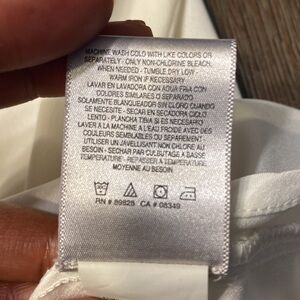 MACHINE WASH COLD WITH LIKE COLORS OR
SEPARATELY - ONLY NON-CHLORINE BLEACH,
WHEN NEEDED - TUMBLE DRY LOW -
WARM IRON IF NECESSARY
LAVAR EN LAVADORA CON AGUA FRIA CON
COLORES SIMILARES O SEPARADO -
SOLAMENTE BLANQUEADOR SIN CLORO CUANDO
SE NECESITE - SECAR EN SECADORA CICLO
LENTO - PLANCHA TIBIA SI ES NECESARIO
LAVER A LA MACHINE A L'EAU FROIDE AVEC DES
COULEURS SEMBLABLES OU SEPAREMENT -
UTILISER UN JAVELLISANT NON CHLORE AU
BESOIN - SECHAR PAR CULBUTAGE A BASSE
TEMPERATURE - REPASSER A TEMPERATURE
MOYENNE AU BESOIN
RN # 89825 CA # 08349